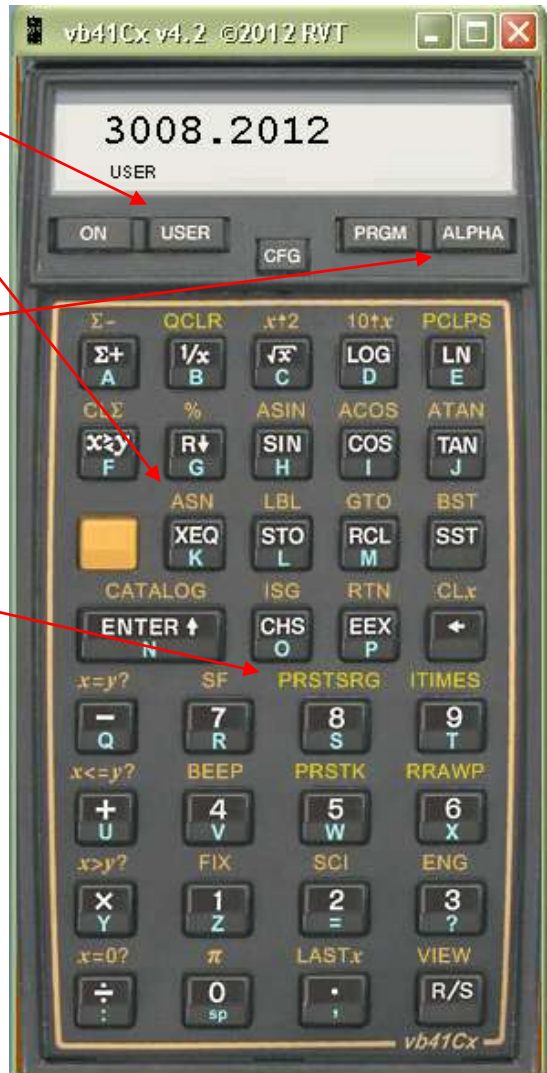 vb41Cx v4.2 ©2012 RVT
3008.2012
USER
ON USER CFG PRGM ALPHA
Σ- QCLR x↑2 10↑x PCLPS
Σ+ 1/x √x LOG LN
A B C D E
CLΣ % ASIN ACOS ATAN
x≷y R↓ SIN COS TAN
F G H I J
ASN LBL GTO BST
XEQ STO RCL SST
K L M
CATALOG ISG RTN CLx
ENTER ↑ CHS EEX ←
N O P
x=y? SF PRSTSRG ITIMES
− 7 8 9
Q R S T
x<=y? BEEP PRSTK RRAWP
+ 4 5 6
U V W X
x>y? FIX SCI ENG
× 1 2 3
Y Z = ?
x=0? π LASTx VIEW
÷ 0 . R/S
: sp ,
vb41Cx